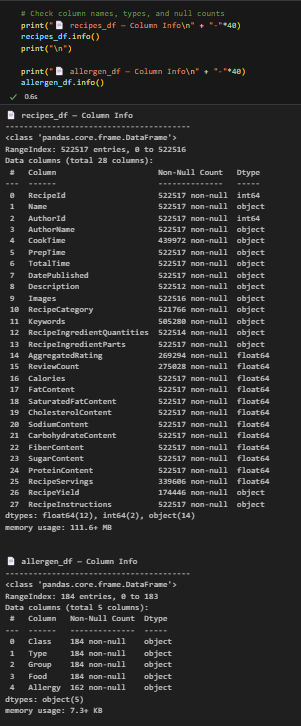 # Check column names, types, and null counts
print("📄 recipes_df — Column Info\n" + "-"*40)
recipes_df.info()
print("\n")
print("📄 allergen_df — Column Info\n" + "-"*40)
allergen_df.info()
✓ 0.6s
📄 recipes_df — Column Info
----------------------------------------
<class 'pandas.core.frame.DataFrame'>
RangeIndex: 522517 entries, 0 to 522516
Data columns (total 28 columns):
 #   Column                      Non-Null Count   Dtype
---  ------                      --------------   -----
 0   RecipeId                    522517 non-null  int64
 1   Name                        522517 non-null  object
 2   AuthorId                    522517 non-null  int64
 3   AuthorName                  522517 non-null  object
 4   CookTime                    439972 non-null  object
 5   PrepTime                    522517 non-null  object
 6   TotalTime                   522517 non-null  object
 7   DatePublished               522517 non-null  object
 8   Description                 522512 non-null  object
 9   Images                      522516 non-null  object
 10  RecipeCategory              521766 non-null  object
 11  Keywords                    505280 non-null  object
 12  RecipeIngredientQuantities  522514 non-null  object
 13  RecipeIngredientParts       522517 non-null  object
 14  AggregatedRating            269294 non-null  float64
 15  ReviewCount                 275028 non-null  float64
 16  Calories                    522517 non-null  float64
 17  FatContent                  522517 non-null  float64
 18  SaturatedFatContent         522517 non-null  float64
 19  CholesterolContent          522517 non-null  float64
 20  SodiumContent               522517 non-null  float64
 21  CarbohydrateContent         522517 non-null  float64
 22  FiberContent                522517 non-null  float64
 23  SugarContent                522517 non-null  float64
 24  ProteinContent              522517 non-null  float64
 25  RecipeServings              339606 non-null  float64
 26  RecipeYield                 174446 non-null  object
 27  RecipeInstructions          522517 non-null  object
dtypes: float64(12), int64(2), object(14)
memory usage: 111.6+ MB
📄 allergen_df — Column Info
----------------------------------------
<class 'pandas.core.frame.DataFrame'>
RangeIndex: 184 entries, 0 to 183
Data columns (total 5 columns):
 #   Column   Non-Null Count  Dtype
---  ------   --------------  -----
 0   Class    184 non-null    object
 1   Type     184 non-null    object
 2   Group    184 non-null    object
 3   Food     184 non-null    object
 4   Allergy  162 non-null    object
dtypes: object(5)
memory usage: 7.3+ KB